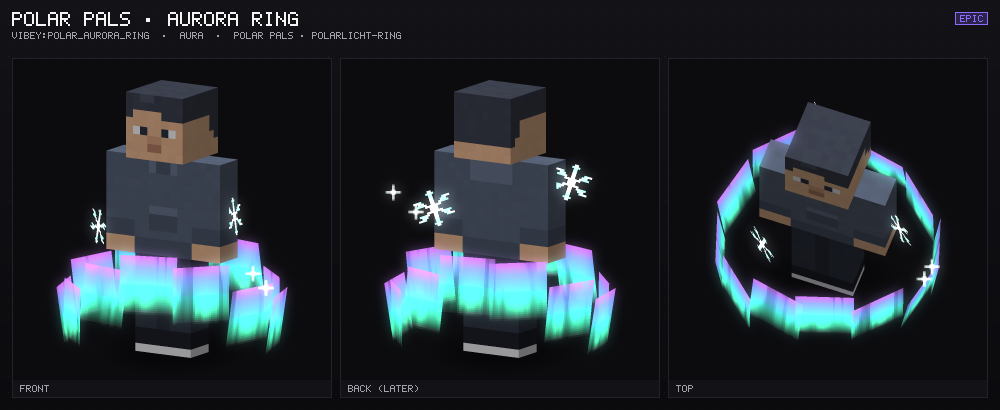 POLAR PALS • AURORA RING
EPIC
VIBEY:POLAR_AURORA_RING • AURA • POLAR PALS • POLARLICHT-RING
FRONT
BACK (LATER)
TOP